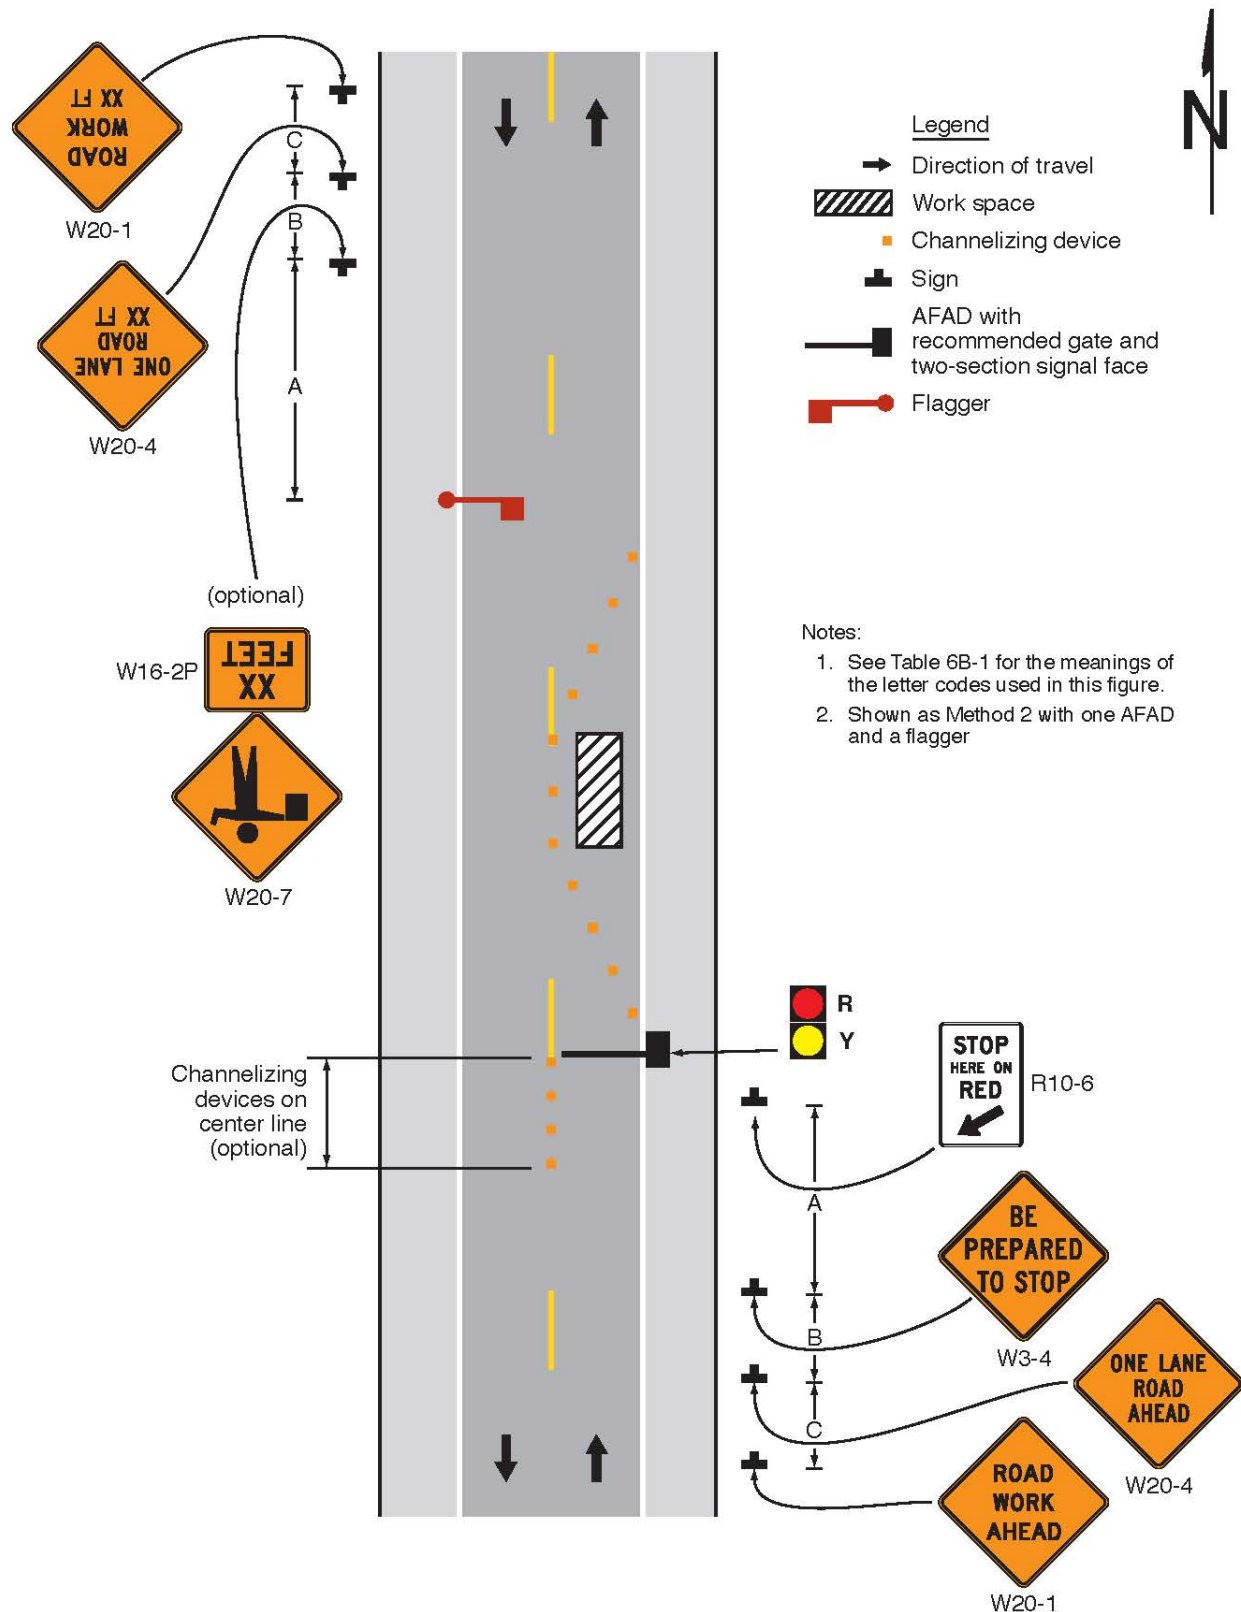 N
Legend
Direction of travel
Work space
Channelizing device
Sign
AFAD with
recommended gate and
two-section signal face
Flagger
ROAD
WORK
XX FT
W20-1
C
B
A
ONE LANE
ROAD
XX FT
W20-4
(optional)
XX
FEET
W16-2P
W20-7
Notes:
1. See Table 6B-1 for the meanings of
the letter codes used in this figure.
2. Shown as Method 2 with one AFAD
and a flagger
R
Y
Channelizing
devices on
center line
(optional)
STOP
HERE ON
RED
R10-6
A
BE
PREPARED
TO STOP
W3-4
B
ONE LANE
ROAD
AHEAD
W20-4
C
ROAD
WORK
AHEAD
W20-1